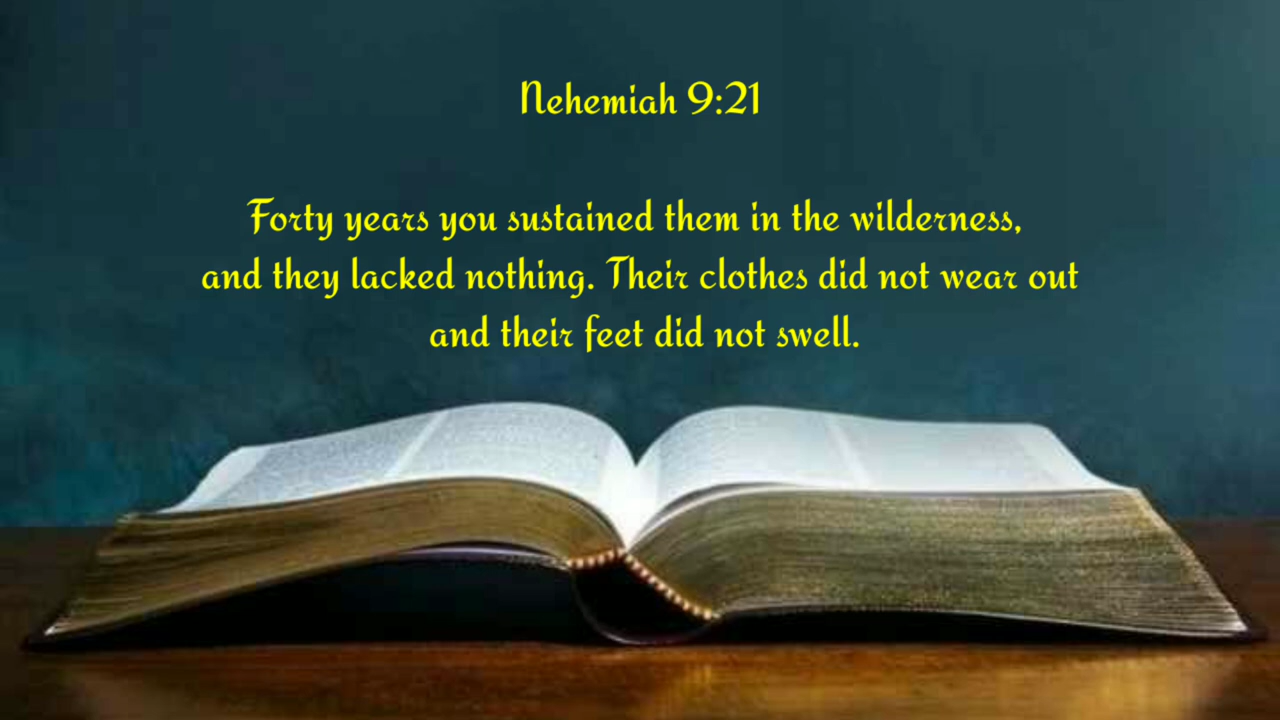 Nehemiah 9:21
Forty years you sustained them in the wilderness,
and they lacked nothing. Their clothes did not wear out
and their feet did not swell.